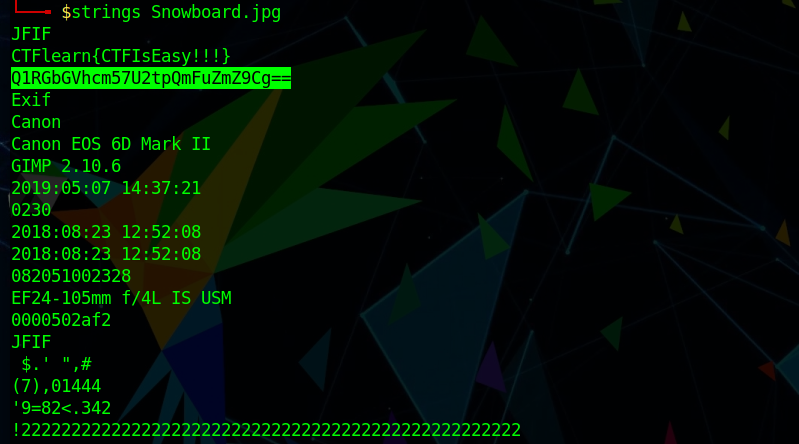 $strings Snowboard.jpg
JFIF
CTFlearn{CTFIsEasy!!!}
Q1RGbGVhcm57U2tpQmFuZmZ9Cg==
Exif
Canon
Canon EOS 6D Mark II
GIMP 2.10.6
2019:05:07 14:37:21
0230
2018:08:23 12:52:08
2018:08:23 12:52:08
082051002328
EF24-105mm f/4L IS USM
0000502af2
JFIF
$.' ",#
(7),01444
'9=82<.342
!22222222222222222222222222222222222222222222222222